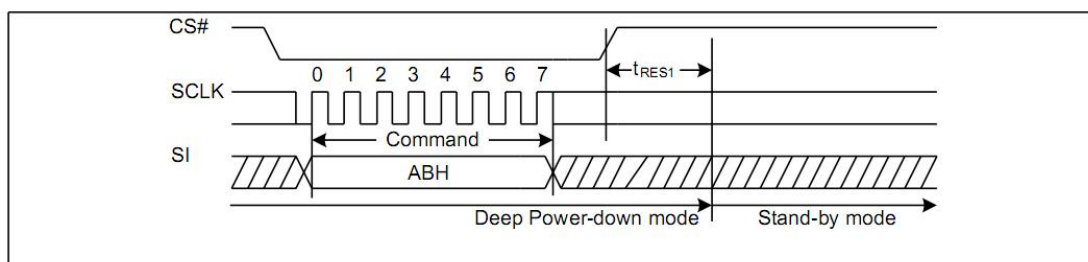 CS#
tRES1
0 1 2 3 4 5 6 7
SCLK
Command
SI
ABH
Deep Power-down mode Stand-by mode